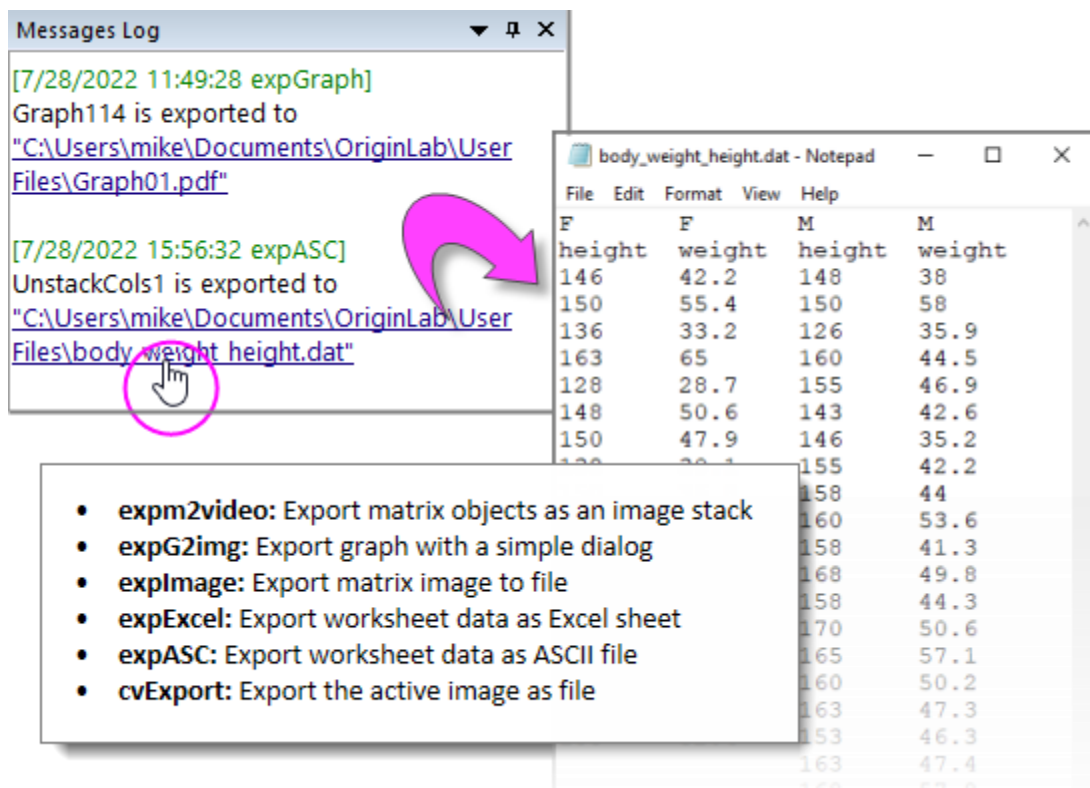 Messages Log
[7/28/2022 11:49:28 expGraph]
Graph114 is exported to
"C:\Users\mike\Documents\OriginLab\User
Files\Graph01.pdf"
[7/28/2022 15:56:32 expASC]
UnstackCols1 is exported to
"C:\Users\mike\Documents\OriginLab\User
Files\body_weight_height.dat"
body_weight_height.dat - Notepad
File Edit Format View Help
F F M M
height weight height weight
146 42.2 148 38
150 55.4 150 58
136 33.2 126 35.9
163 65 160 44.5
128 28.7 155 46.9
148 50.6 143 42.6
150 47.9 146 35.2
155 42.2
158 44
160 53.6
158 41.3
168 49.8
158 44.3
170 50.6
165 57.1
160 50.2
163 47.3
153 46.3
163 47.4
• expm2video: Export matrix objects as an image stack
• expG2img: Export graph with a simple dialog
• expImage: Export matrix image to file
• expExcel: Export worksheet data as Excel sheet
• expASC: Export worksheet data as ASCII file
• cvExport: Export the active image as file